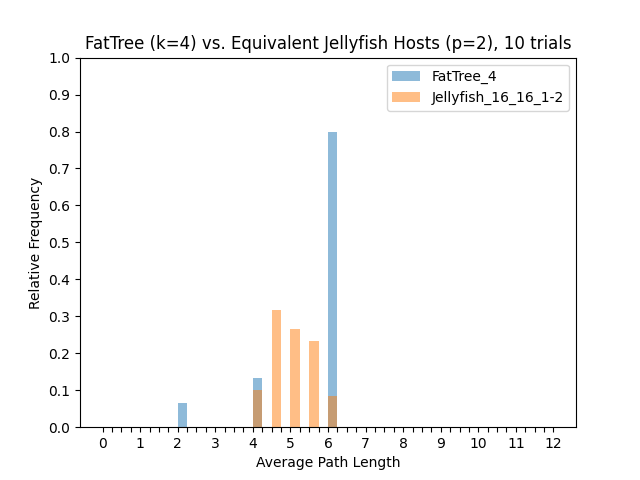 FatTree (k=4) vs. Equivalent Jellyfish Hosts (p=2), 10 trials
FatTree_4
Jellyfish_16_16_1-2
Relative Frequency
1.0
0.9
0.8
0.7
0.6
0.5
0.4
0.3
0.2
0.1
0.0
0 1 2 3 4 5 6 7 8 9 10 11 12
Average Path Length